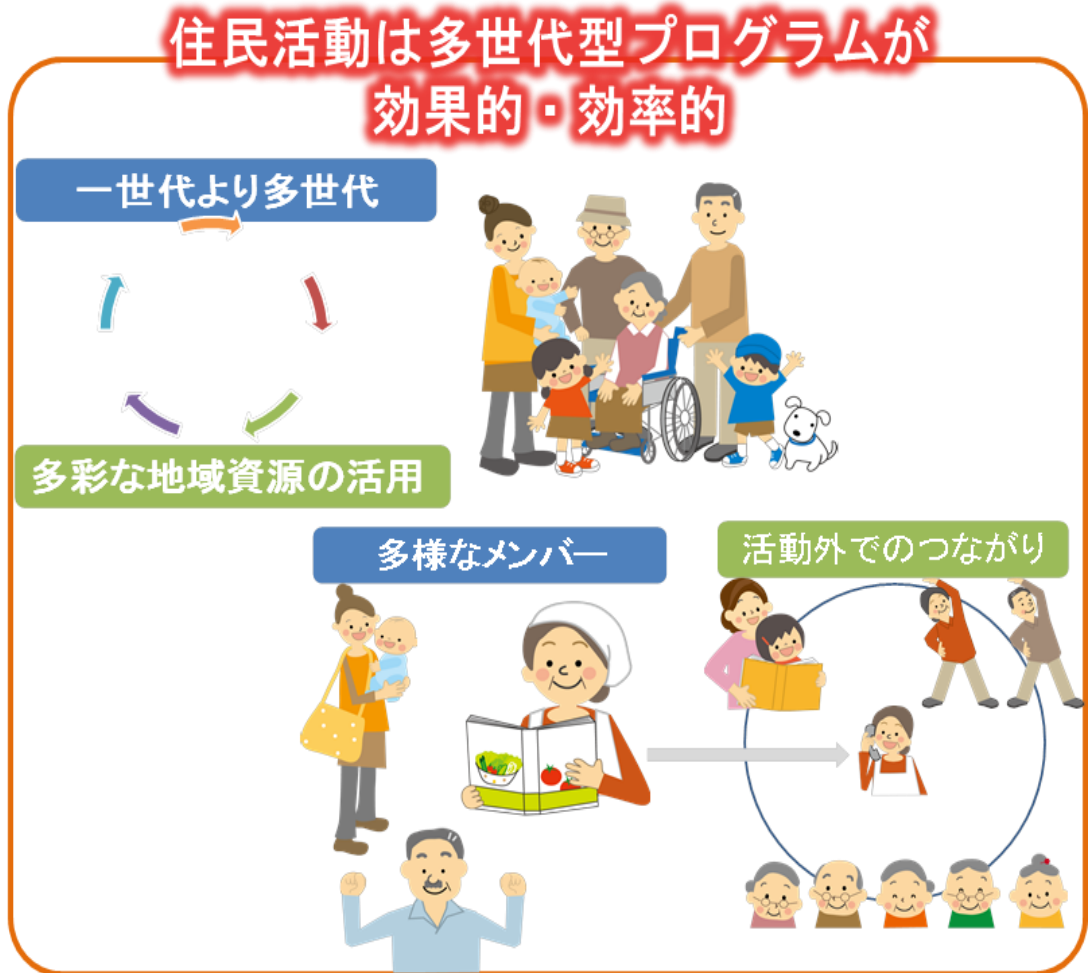 住民活動は多世代型プログラムが
効果的・効率的
一世代より多世代
多彩な地域資源の活用
多様なメンバー
活動外でのつながり